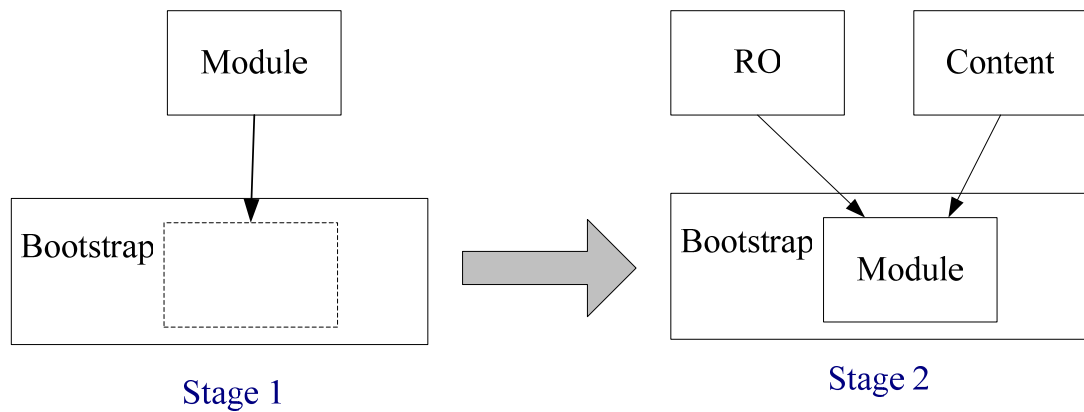 Module
Bootstrap
Stage 1
RO
Content
Bootstrap
Module
Stage 2